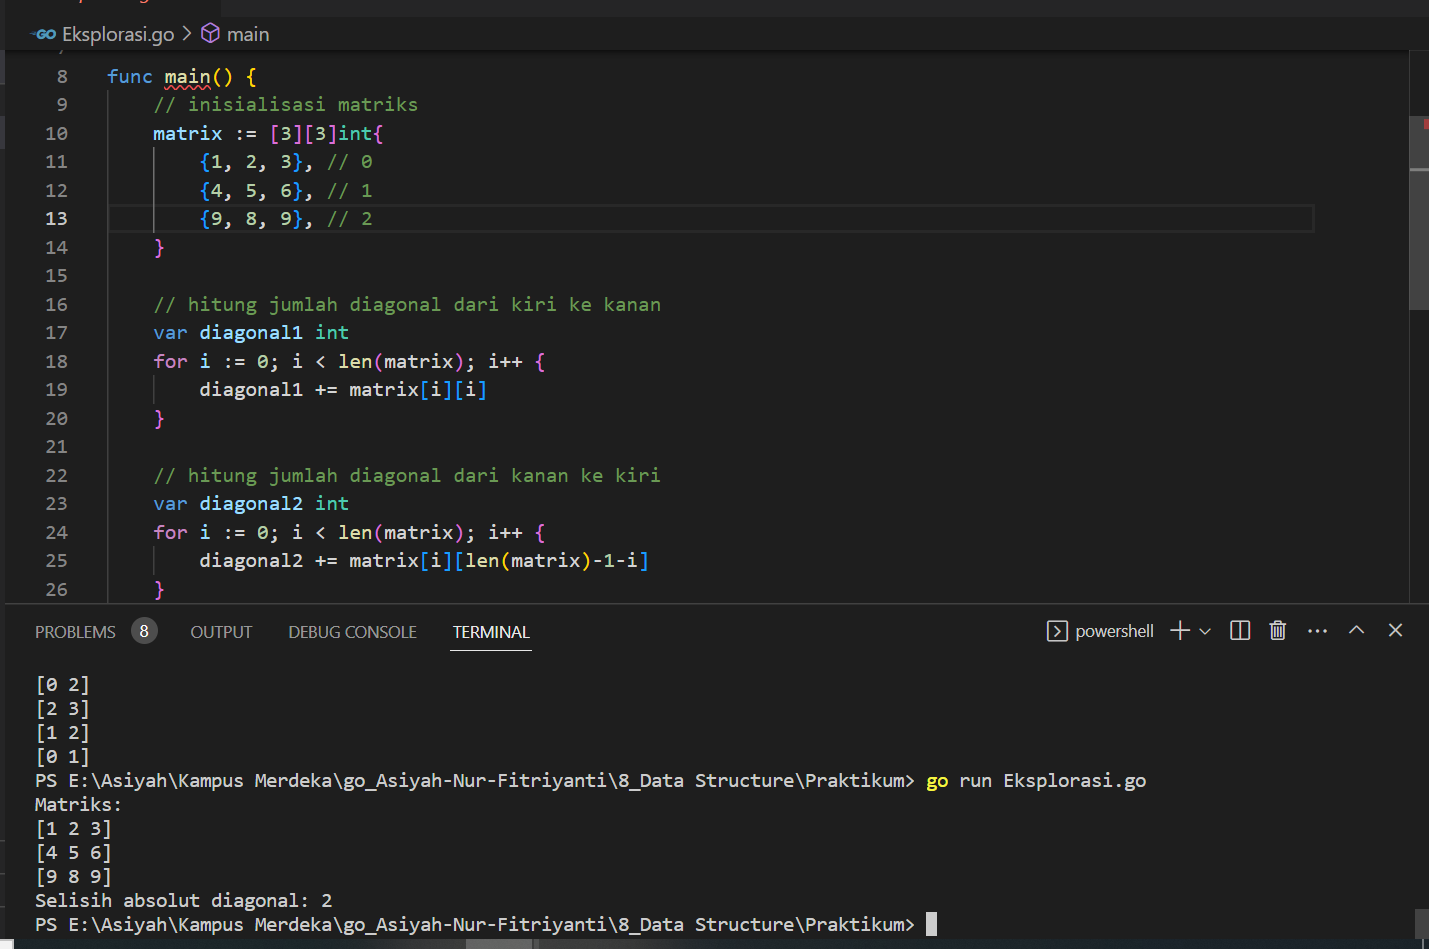 GO Eksplorasi.go > main
8 func main() {
9 // inisialisasi matriks
10 matrix := [3][3]int{
11 {1, 2, 3}, // 0
12 {4, 5, 6}, // 1
13 {9, 8, 9}, // 2
14 }
15
16 // hitung jumlah diagonal dari kiri ke kanan
17 var diagonal1 int
18 for i := 0; i < len(matrix); i++ {
19 diagonal1 += matrix[i][i]
20 }
21
22 // hitung jumlah diagonal dari kanan ke kiri
23 var diagonal2 int
24 for i := 0; i < len(matrix); i++ {
25 diagonal2 += matrix[i][len(matrix)-1-i]
26 }
PROBLEMS 8 OUTPUT DEBUG CONSOLE TERMINAL powershell
[0 2]
[2 3]
[1 2]
[0 1]
PS E:\Asiyah\Kampus Merdeka\go_Asiyah-Nur-Fitriyanti\8_Data Structure\Praktikum> go run Eksplorasi.go
Matriks:
[1 2 3]
[4 5 6]
[9 8 9]
Selisih absolut diagonal: 2
PS E:\Asiyah\Kampus Merdeka\go_Asiyah-Nur-Fitriyanti\8_Data Structure\Praktikum>